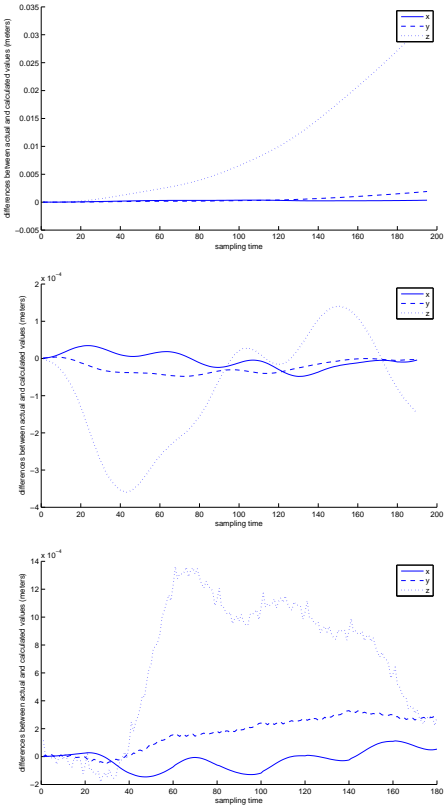 0.035
0.03
0.025
0.02
0.015
0.01
0.005
0
−0.005
0 20 40 60 80 100 120 140 160 180 200
sampling time
differences between actual and calculated values (meters)
x
y
z
x 10⁻⁴
2
1
0
−1
−2
−3
−4
0 20 40 60 80 100 120 140 160 180 200
sampling time
differences between actual and calculated values (meters)
x
y
z
x 10⁻⁴
14
12
10
8
6
4
2
0
−2
0 20 40 60 80 100 120 140 160 180
sampling time
differences between actual and calculated values (meters)
x
y
z